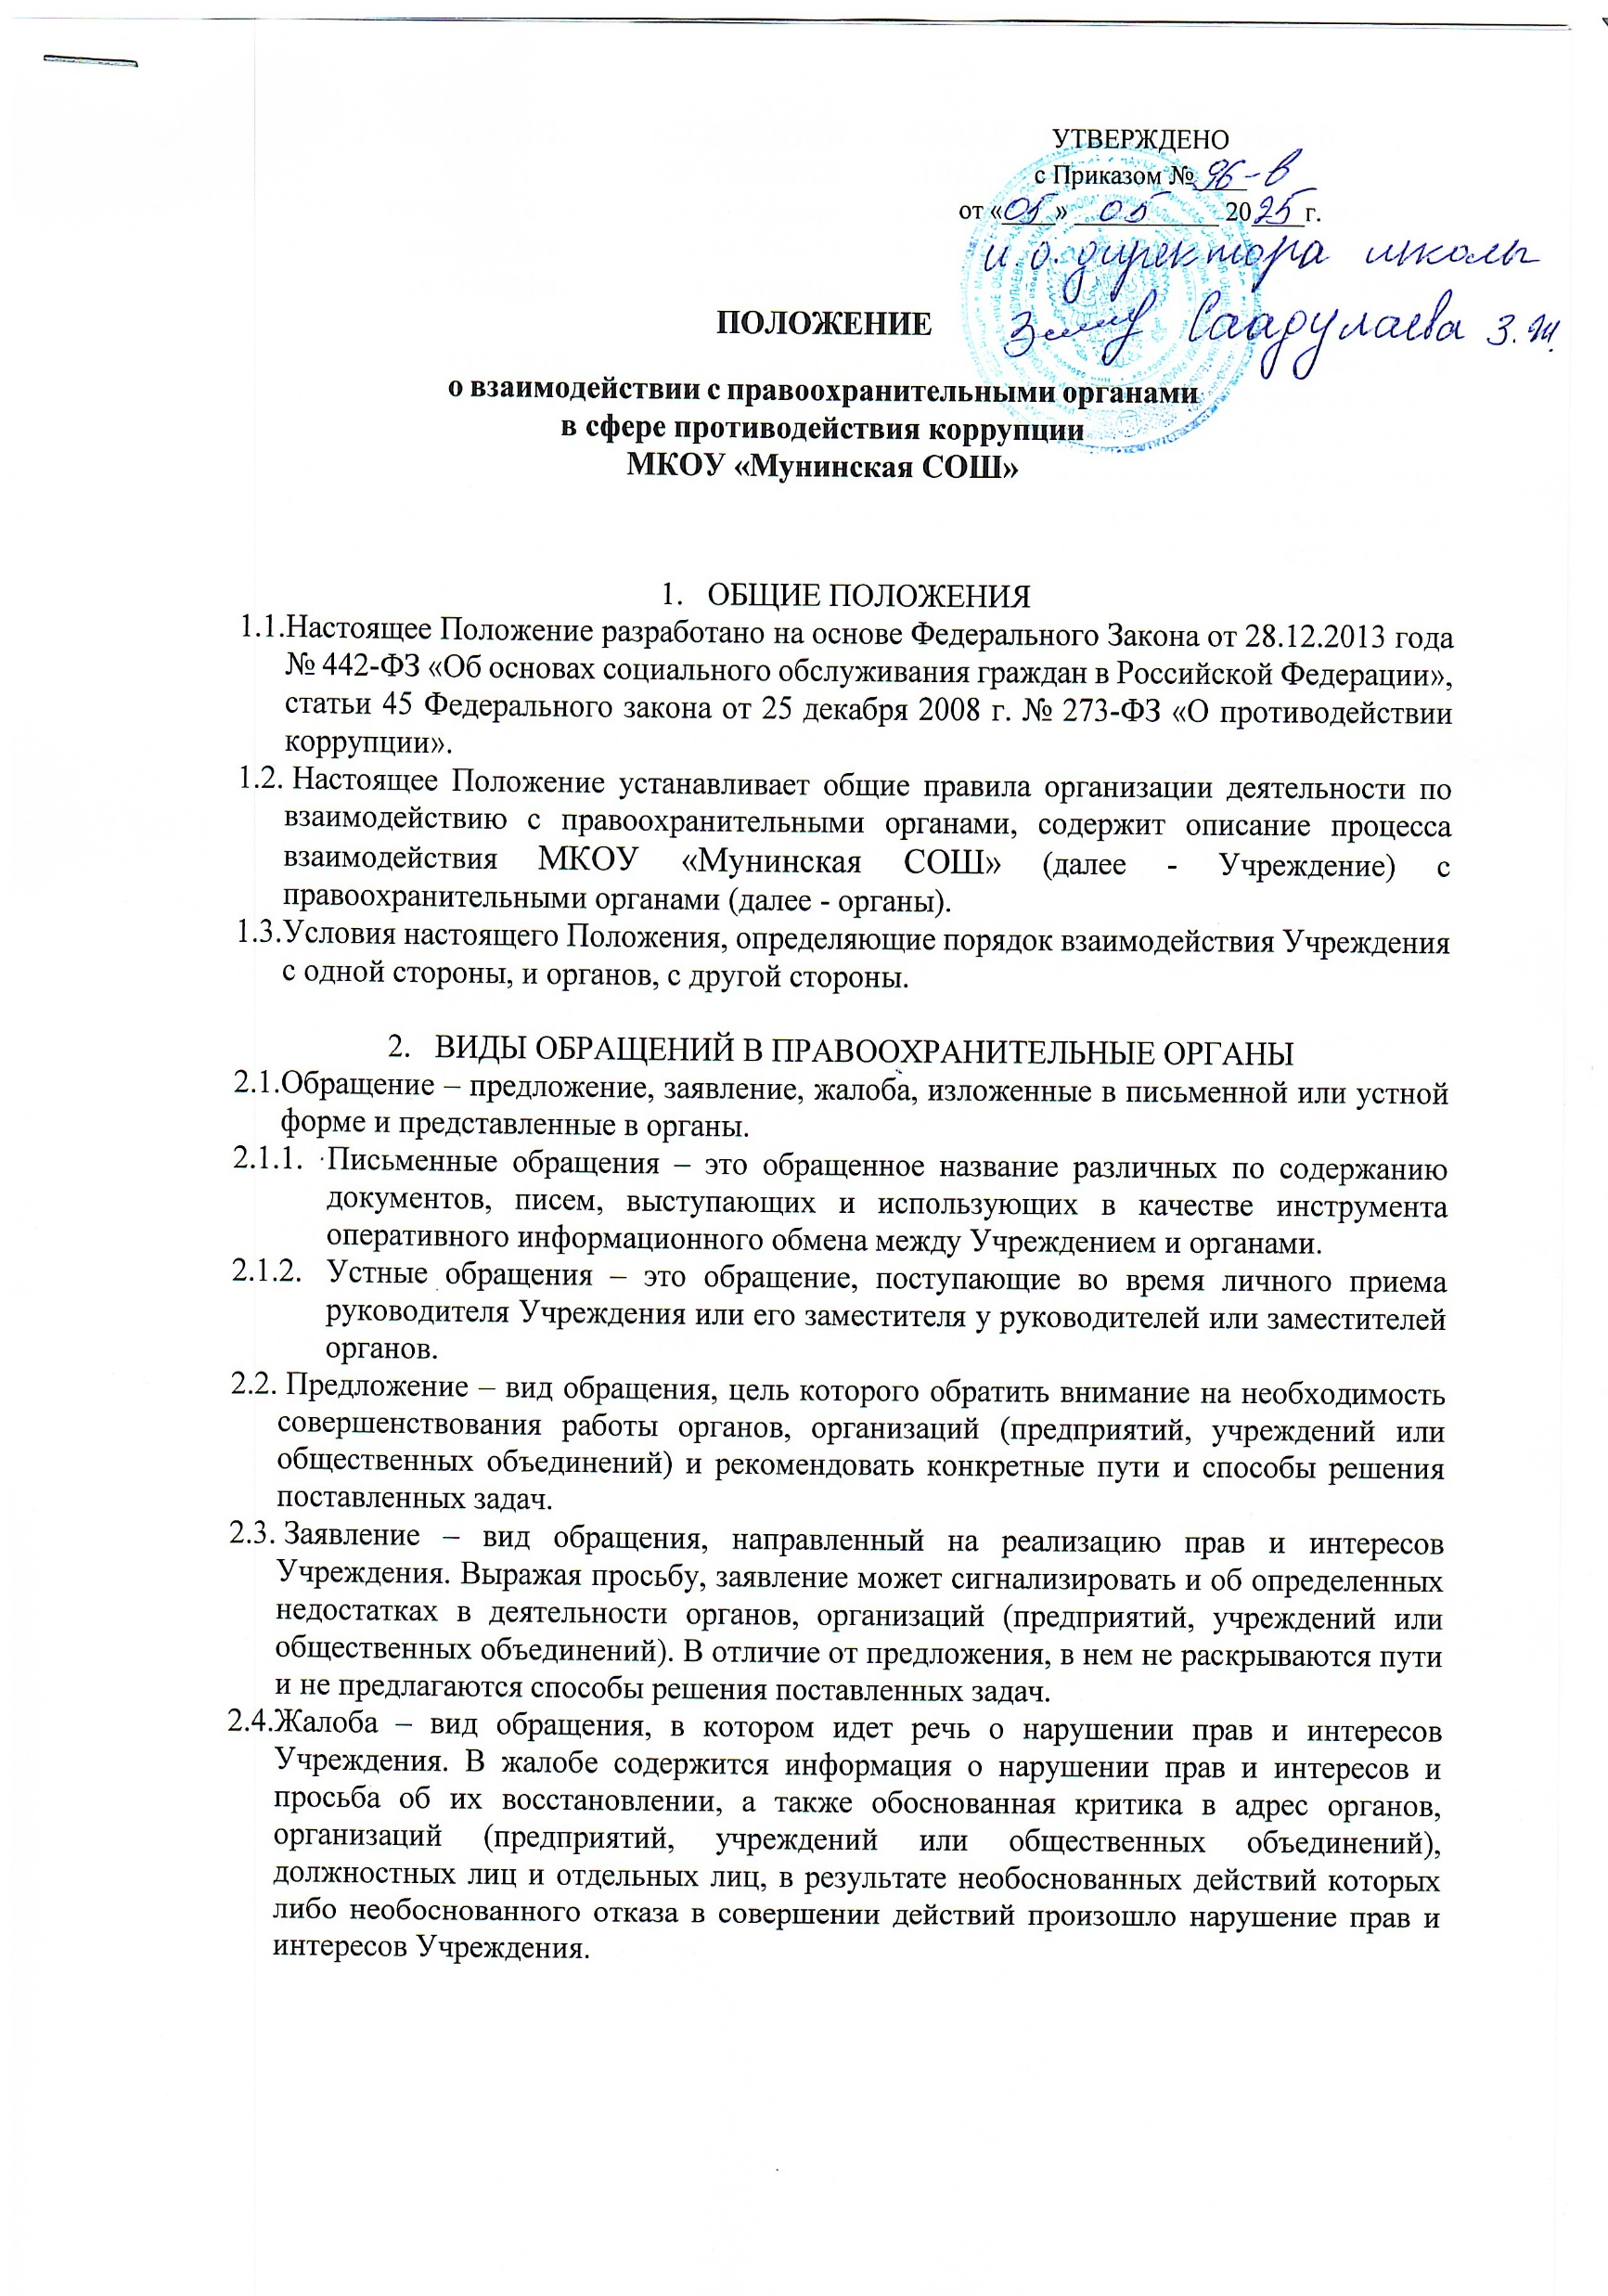 УТВЕРЖДЕНО
с Приказом № 96-в
от «05» 05 2025 г.
и.о. директора школы
Саадулаева З.М.
ПОЛОЖЕНИЕ
о взаимодействии с правоохранительными органами
в сфере противодействия коррупции
МКОУ «Мунинская СОШ»
1. ОБЩИЕ ПОЛОЖЕНИЯ
1.1.Настоящее Положение разработано на основе Федерального Закона от 28.12.2013 года
№ 442-ФЗ «Об основах социального обслуживания граждан в Российской Федерации»,
статьи 45 Федерального закона от 25 декабря 2008 г. № 273-ФЗ «О противодействии
коррупции».
1.2. Настоящее Положение устанавливает общие правила организации деятельности по
взаимодействию с правоохранительными органами, содержит описание процесса
взаимодействия МКОУ «Мунинская СОШ» (далее - Учреждение) с
правоохранительными органами (далее - органы).
1.3.Условия настоящего Положения, определяющие порядок взаимодействия Учреждения
с одной стороны, и органов, с другой стороны.
2. ВИДЫ ОБРАЩЕНИЙ В ПРАВООХРАНИТЕЛЬНЫЕ ОРГАНЫ
2.1.Обращение – предложение, заявление, жалоба, изложенные в письменной или устной
форме и представленные в органы.
2.1.1. Письменные обращения – это обращенное название различных по содержанию
документов, писем, выступающих и использующих в качестве инструмента
оперативного информационного обмена между Учреждением и органами.
2.1.2. Устные обращения – это обращение, поступающие во время личного приема
руководителя Учреждения или его заместителя у руководителей или заместителей
органов.
2.2. Предложение – вид обращения, цель которого обратить внимание на необходимость
совершенствования работы органов, организаций (предприятий, учреждений или
общественных объединений) и рекомендовать конкретные пути и способы решения
поставленных задач.
2.3. Заявление – вид обращения, направленный на реализацию прав и интересов
Учреждения. Выражая просьбу, заявление может сигнализировать и об определенных
недостатках в деятельности органов, организаций (предприятий, учреждений или
общественных объединений). В отличие от предложения, в нем не раскрываются пути
и не предлагаются способы решения поставленных задач.
2.4.Жалоба – вид обращения, в котором идет речь о нарушении прав и интересов
Учреждения. В жалобе содержится информация о нарушении прав и интересов и
просьба об их восстановлении, а также обоснованная критика в адрес органов,
организаций (предприятий, учреждений или общественных объединений),
должностных лиц и отдельных лиц, в результате необоснованных действий которых
либо необоснованного отказа в совершении действий произошло нарушение прав и
интересов Учреждения.